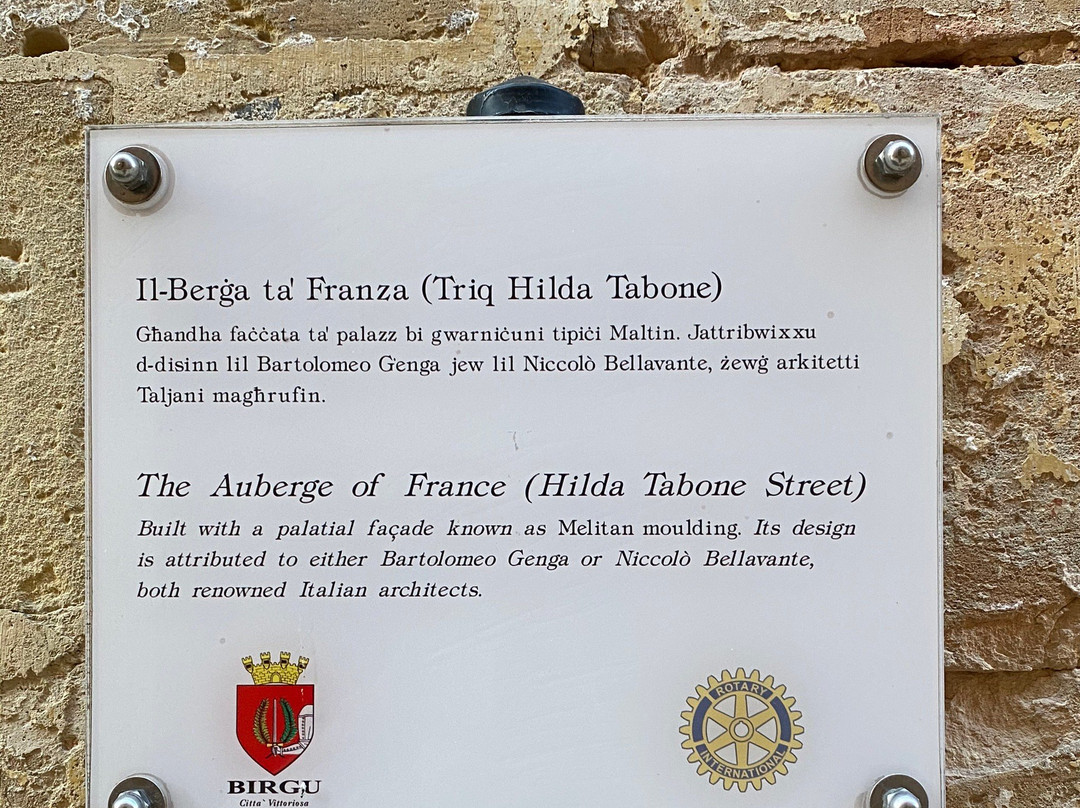 Il-Berġa ta' Franza (Triq Hilda Tabone)
Għandha faċċata ta' palazz bi gwarniċuni tipiċi Maltin. Jattribwixxu
d-disinn lil Bartolomeo Genga jew lil Niccolò Bellavante, żewġ arkitetti
Taljani magħrufin.
The Auberge of France (Hilda Tabone Street)
Built with a palatial façade known as Melitan moulding. Its design
is attributed to either Bartolomeo Genga or Niccolò Bellavante,
both renowned Italian architects.
BIRGU
Citta` Vittoriosa
ROTARY
INTERNATIONAL